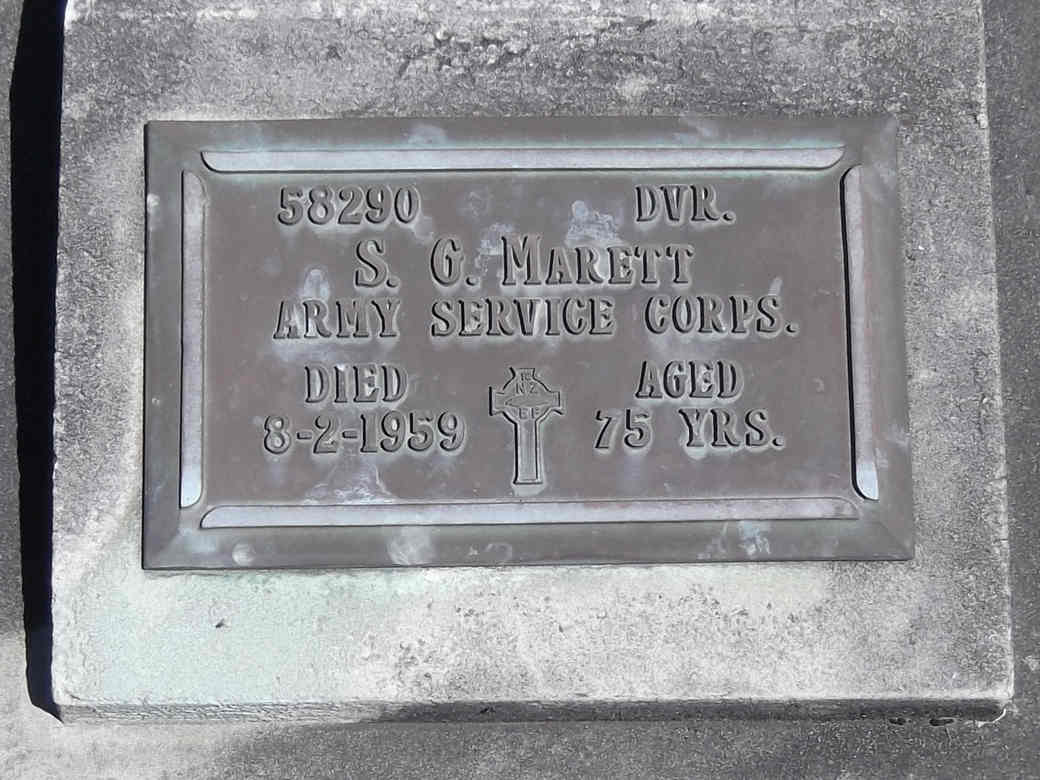 58290 DVR.
S. G. MARETT
ARMY SERVICE CORPS.
DIED AGED
8-2-1959 75 YRS.
NZ
EF